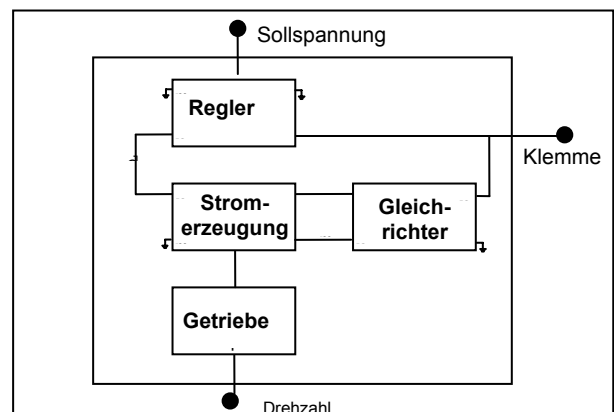 Sollspannung
Regler
Klemme
Strom-
erzeugung
Gleich-
richter
Getriebe
Drehzahl